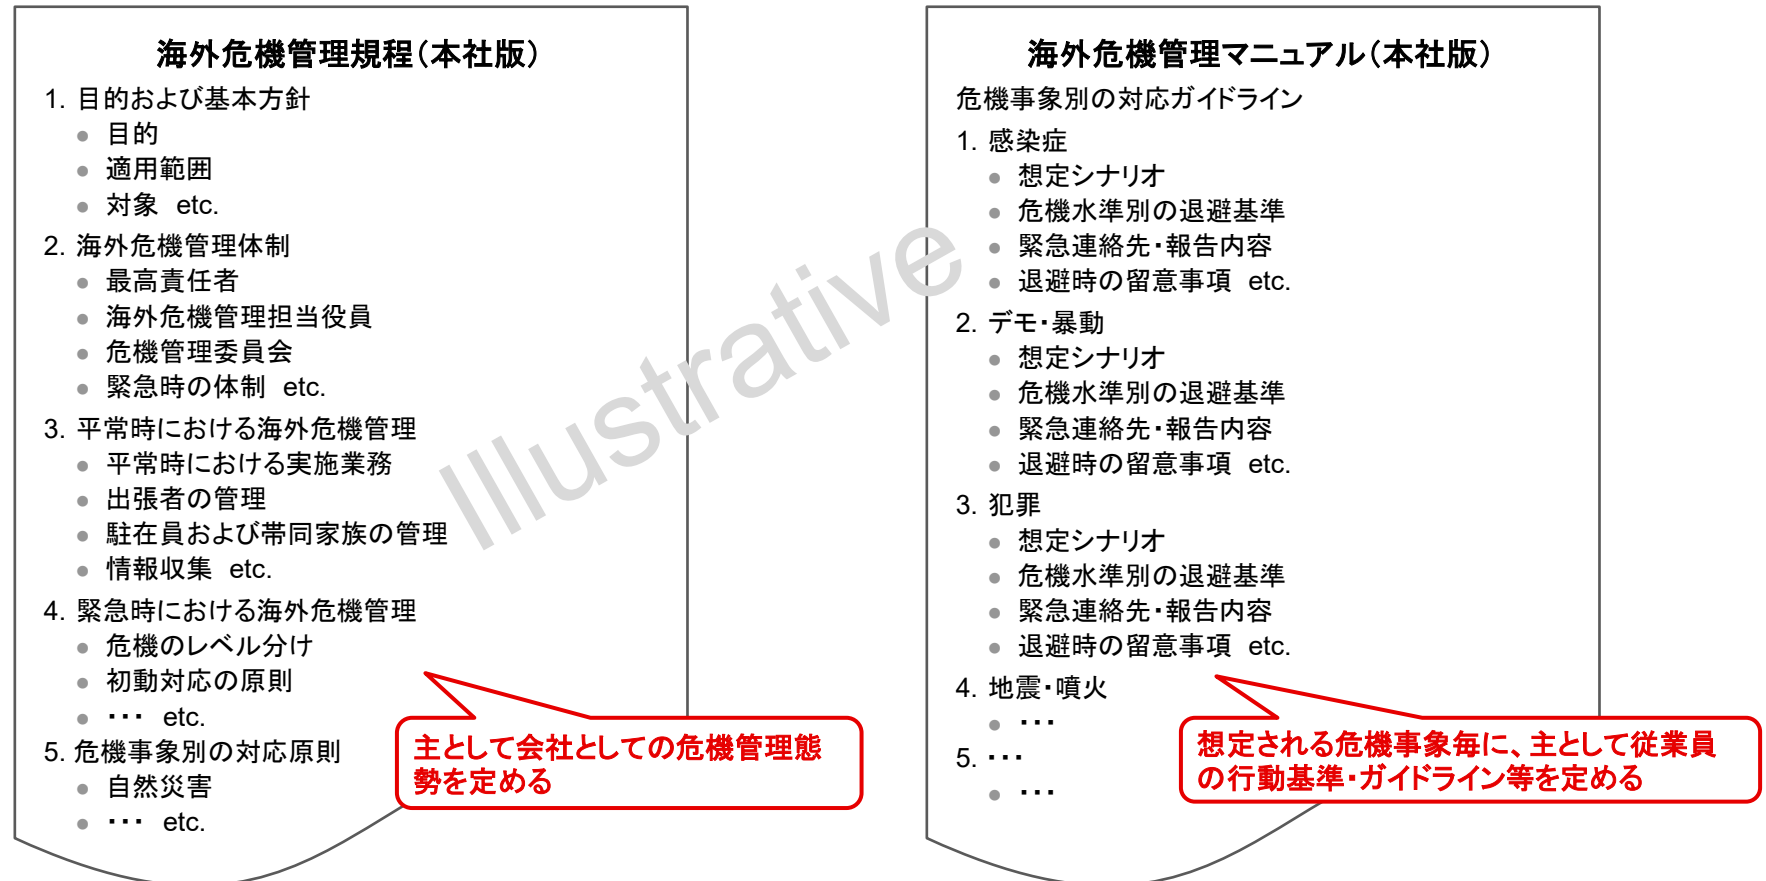 海外危機管理規程（本社版）
1. 目的および基本方針
● 目的
● 適用範囲
● 対象 etc.
2. 海外危機管理体制
● 最高責任者
● 海外危機管理担当役員
● 危機管理委員会
● 緊急時の体制 etc.
3. 平常時における海外危機管理
● 平常時における実施業務
● 出張者の管理
● 駐在員および帯同家族の管理
● 情報収集 etc.
4. 緊急時における海外危機管理
● 危機のレベル分け
● 初動対応の原則
● ・・・ etc.
5. 危機事象別の対応原則
● 自然災害
● ・・・ etc.
主として会社としての危機管理態
勢を定める
Illustrative
海外危機管理マニュアル（本社版）
危機事象別の対応ガイドライン
1. 感染症
● 想定シナリオ
● 危機水準別の退避基準
● 緊急連絡先・報告内容
● 退避時の留意事項 etc.
2. デモ・暴動
● 想定シナリオ
● 危機水準別の退避基準
● 緊急連絡先・報告内容
● 退避時の留意事項 etc.
3. 犯罪
● 想定シナリオ
● 危機水準別の退避基準
● 緊急連絡先・報告内容
● 退避時の留意事項 etc.
4. 地震・噴火
● ・・・
5. ・・・
● ・・・
想定される危機事象毎に、主として従業員
の行動基準・ガイドライン等を定める